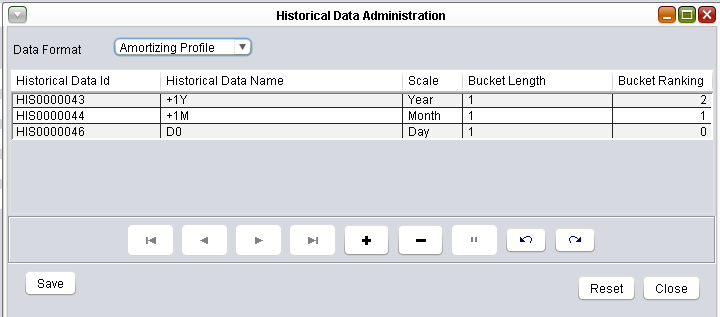 Historical Data Administration
Data Format Amortizing Profile
Historical Data Id Historical Data Name Scale Bucket Length Bucket Ranking
HIS0000043 +1Y Year 1 2
HIS0000044 +1M Month 1 1
HIS0000046 D0 Day 1 0
Save
Reset Close